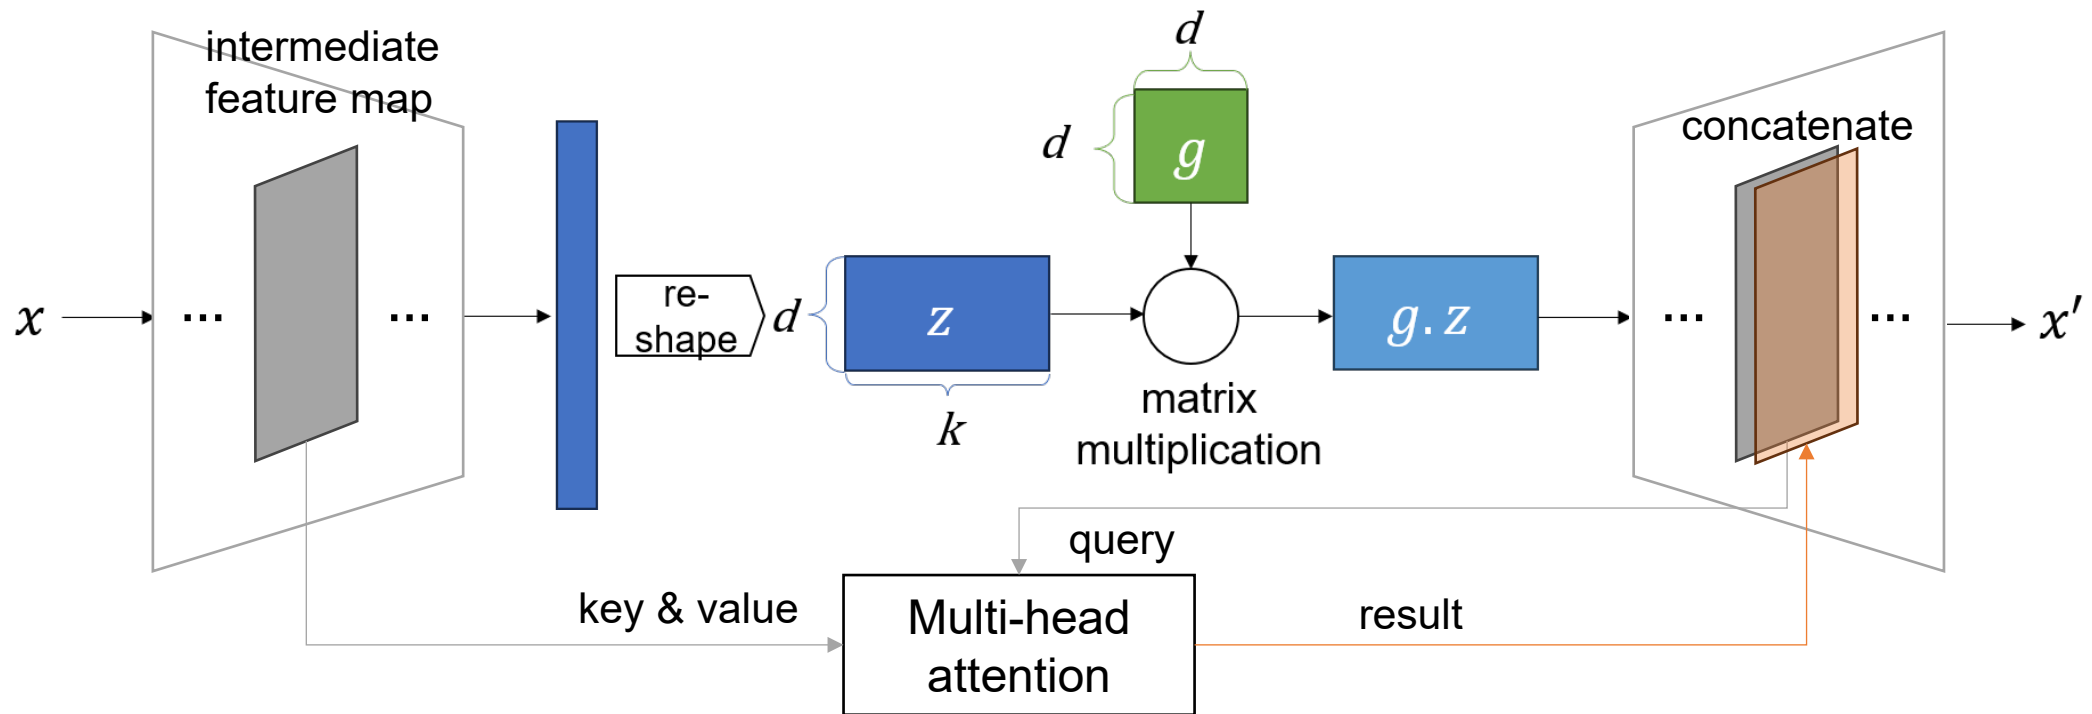 intermediate
feature map
x
...
...
re-
shape
d
z
k
d
d
g
matrix
multiplication
g.z
concatenate
...
...
x′
query
key & value
Multi-head
attention
result